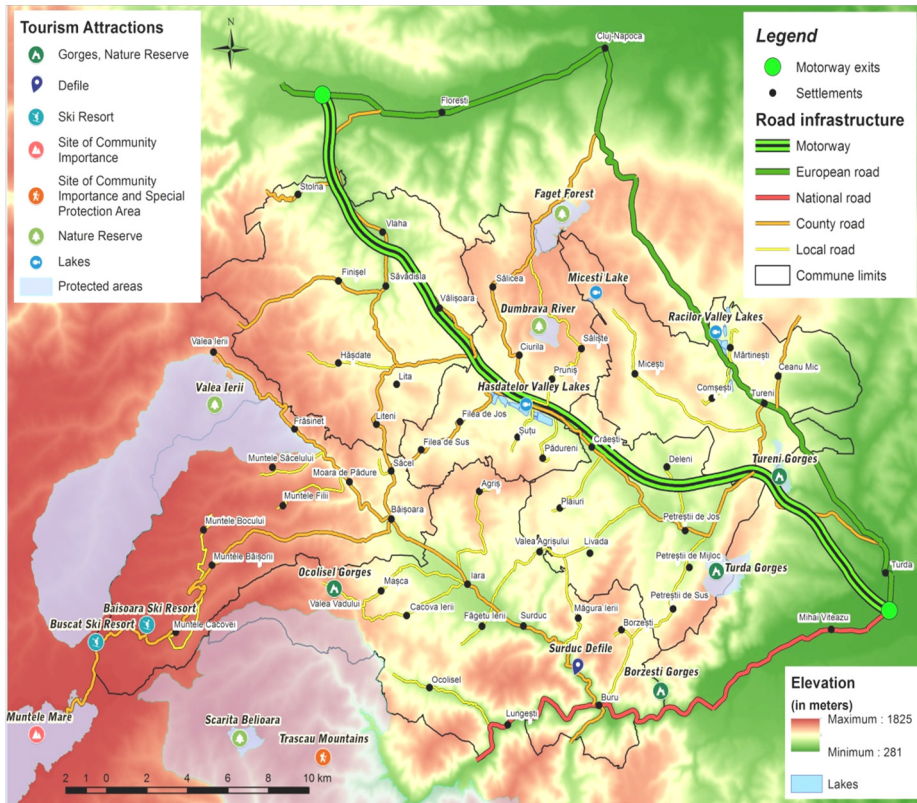 Tourism Attractions
Gorges, Nature Reserve
Defile
Ski Resort
Site of Community
Importance
Site of Community
Importance and Special
Protection Area
Nature Reserve
Lakes
Protected areas
N
Legend
Motorway exits
Settlements
Road infrastructure
Motorway
European road
National road
County road
Local road
Commune limits
Cluj-Napoca
Florești
Stolna
Vlaha
Faget Forest
Finișel
Săvădisla
Sălicea
Micesti Lake
Vălișoara
Dumbrava River
Racilor Valley Lakes
Valea Ierii
Ciurila
Săliște
Mărtinești
Hășdate
Micești
Ceanu Mic
Lita
Pruniș
Valea Ierii
Hasdatelor Valley Lakes
Comșești
Tureni
Frăsinet
Liteni
Filea de Jos
Suțu
Filea de Sus
Pădureni
Crăești
Muntele Săcelului
Săcel
Deleni
Tureni Gorges
Moara de Pădure
Muntele Filii
Agriș
Plaiuri
Muntele Bocului
Băișoara
Petreștii de Jos
Muntele Băișorii
Valea Agrișului
Livada
Petreștii de Mijloc
Turda Gorges
Turda
Ocolisel Gorges
Mașca
Iara
Valea Vadului
Cacova Ierii
Petreștii de Sus
Băisoara Ski Resort
Făgetu Ierii
Surduc
Măgura Ierii
Borzești
Mihai Viteazu
Buscat Ski Resort
Muntele Cacovei
Surduc Defile
Borzesti Gorges
Ocolisel
Buru
Muntele Mare
Lungești
Scarita Belioara
Trascau Mountains
2 1 0 2 4 6 8 10 km
Elevation
(in meters)
Maximum : 1825
Minimum : 281
Lakes